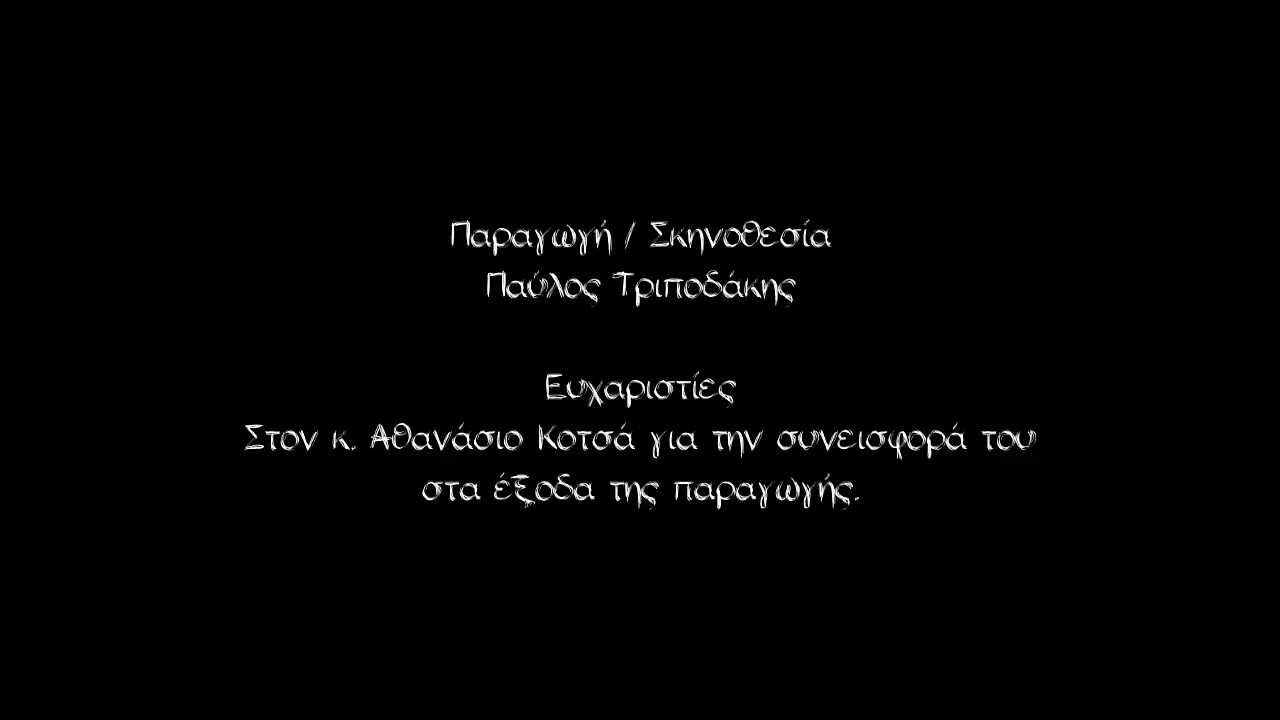 Παραγωγή / Σκηνοθεσία
Παύλος Τριποδάκης
Ευχαριστίες
Στον κ. Αθανάσιο Κοτσά για την συνεισφορά του
στα έξοδα της παραγωγής.